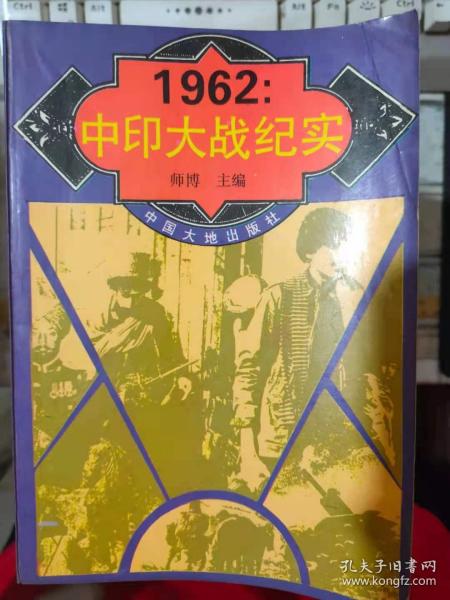 1962:
中印大战纪实
师博 主编
中国大地出版社
孔夫子旧书网
www.kongfz.com